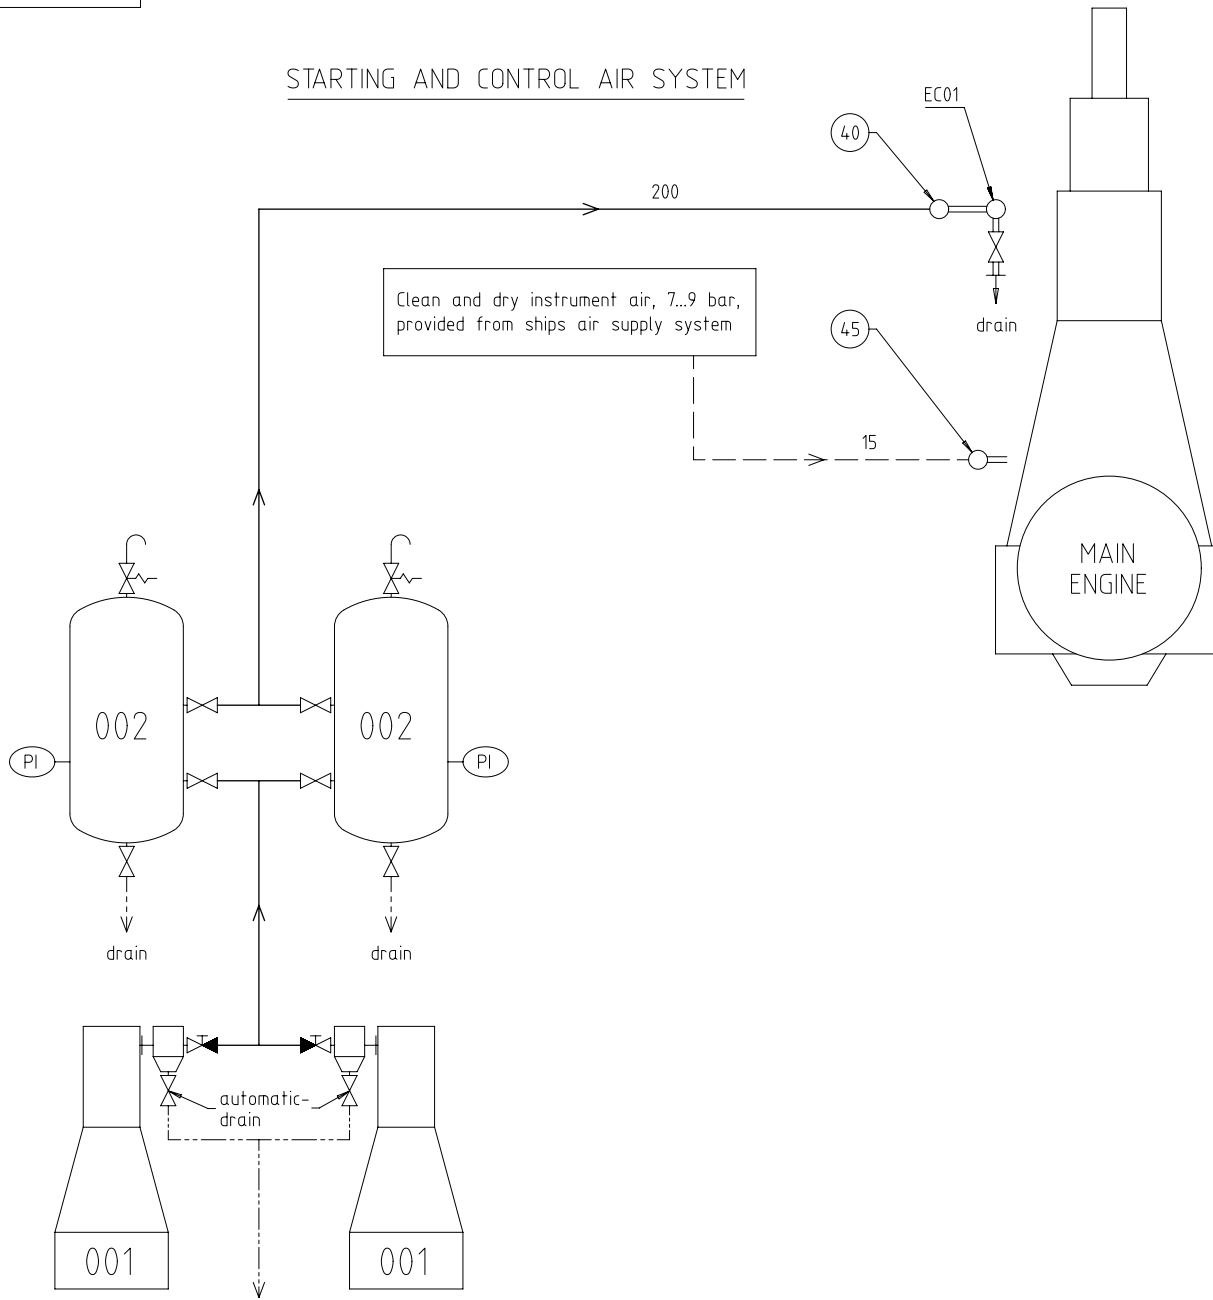 STARTING AND CONTROL AIR SYSTEM
EC01
40
200
Clean and dry instrument air, 7...9 bar,
provided from ships air supply system
drain
45
15
MAIN
ENGINE
002
002
PI
PI
drain
drain
automatic-
drain
001
001